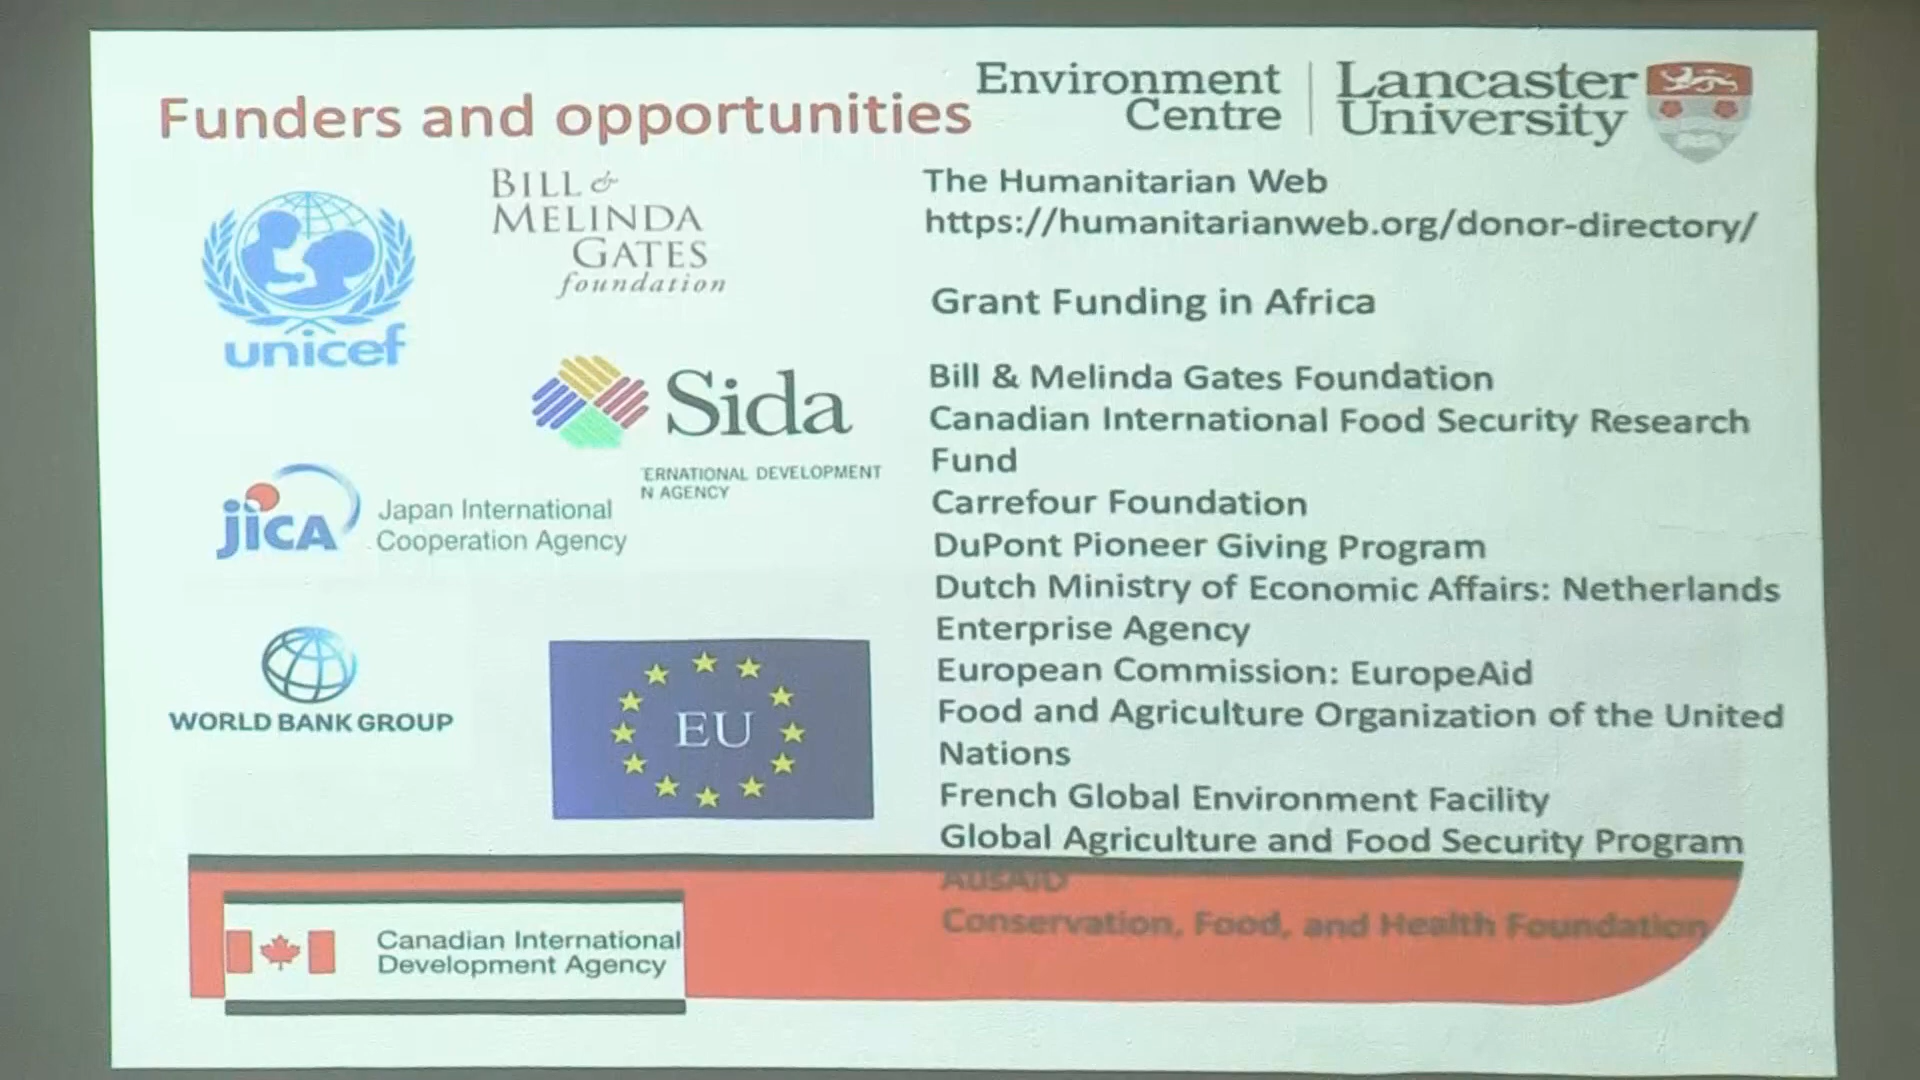 Funders and opportunities
Environment
Centre
Lancaster
University
unicef
BILL &
MELINDA
GATES
foundation
Sida
ERNATIONAL DEVELOPMENT
N AGENCY
jica
Japan International
Cooperation Agency
WORLD BANK GROUP
EU
Canadian International
Development Agency
The Humanitarian Web
https://humanitarianweb.org/donor-directory/
Grant Funding in Africa
Bill & Melinda Gates Foundation
Canadian International Food Security Research
Fund
Carrefour Foundation
DuPont Pioneer Giving Program
Dutch Ministry of Economic Affairs: Netherlands
Enterprise Agency
European Commission: EuropeAid
Food and Agriculture Organization of the United
Nations
French Global Environment Facility
Global Agriculture and Food Security Program
AusAID
Conservation, Food, and Health Foundation